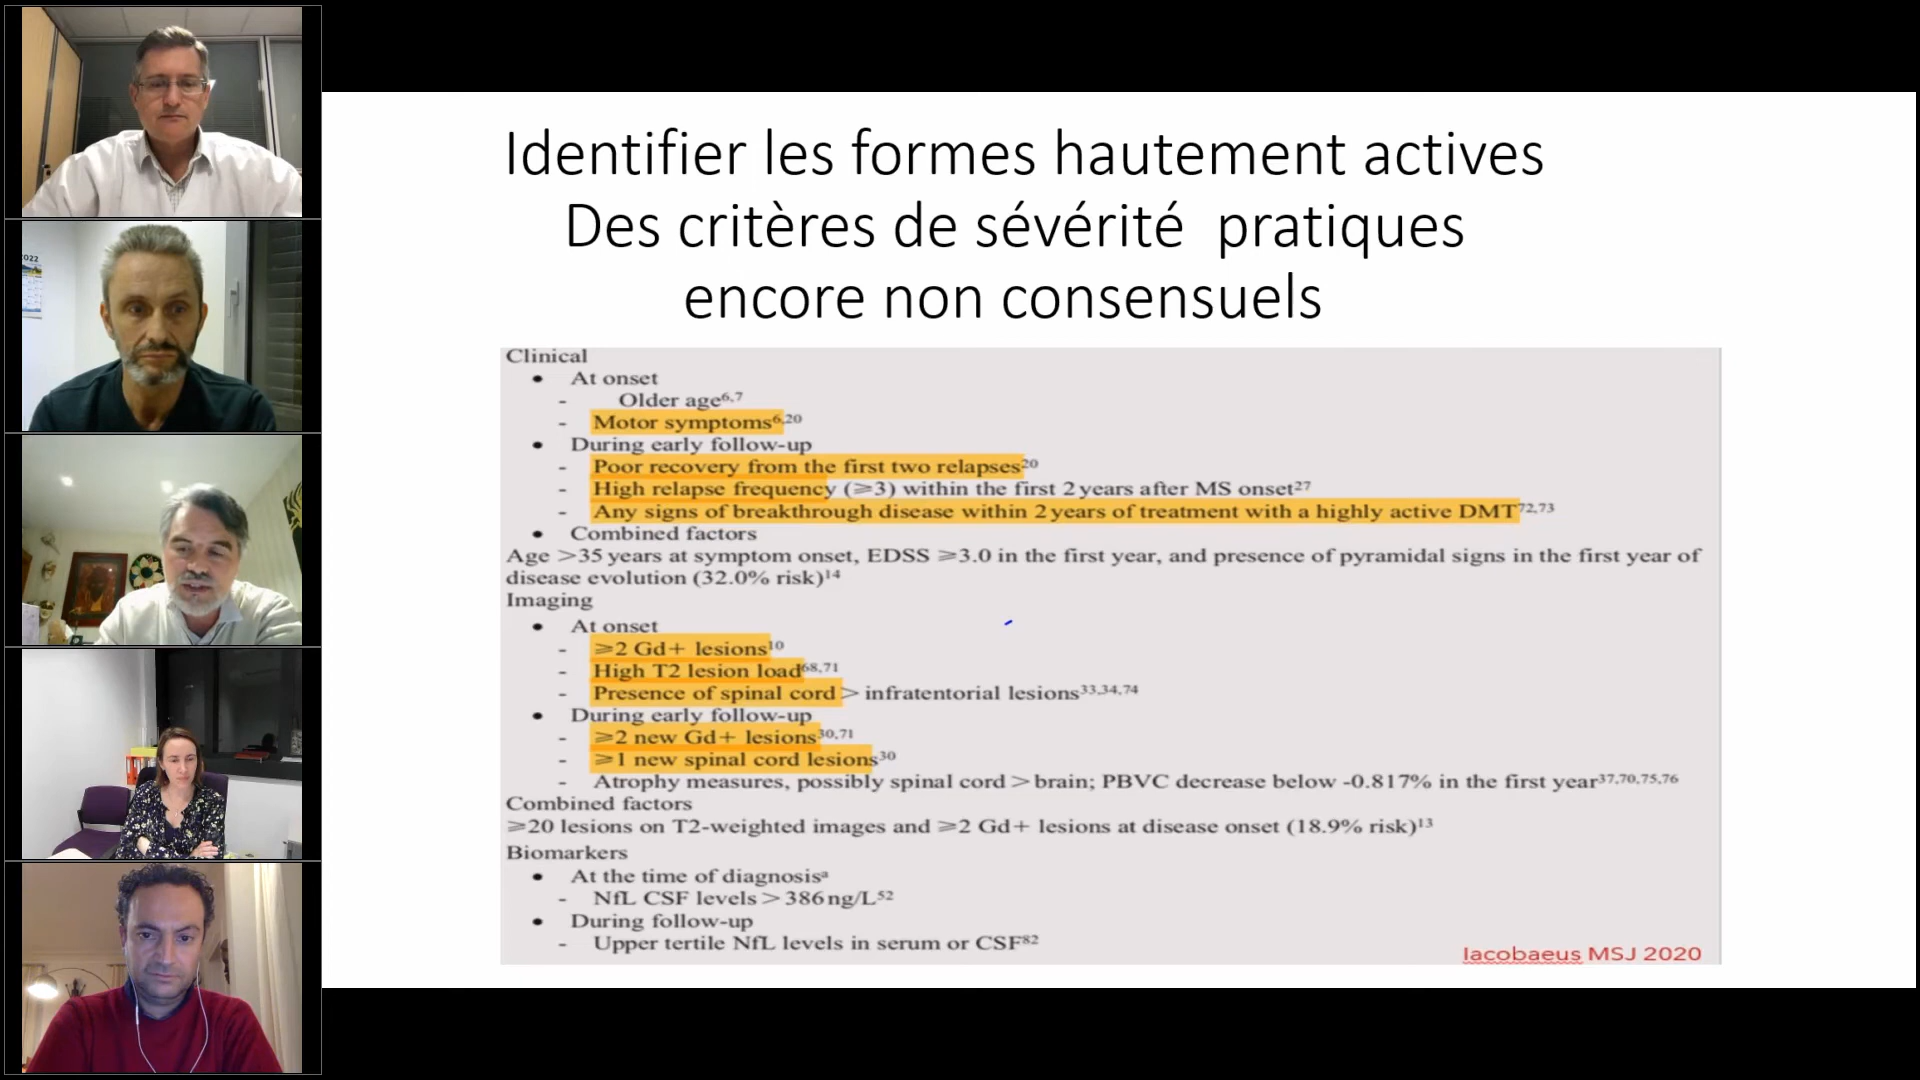 Identifier les formes hautement actives
Des critères de sévérité pratiques
encore non consensuels
Clinical
• At onset
- Older age6,7
- Motor symptoms6,20
• During early follow-up
- Poor recovery from the first two relapses20
- High relapse frequency (⩾3) within the first 2 years after MS onset27
- Any signs of breakthrough disease within 2 years of treatment with a highly active DMT72,73
• Combined factors
Age >35 years at symptom onset, EDSS ⩾3.0 in the first year, and presence of pyramidal signs in the first year of
disease evolution (32.0% risk)14
Imaging
• At onset
- ⩾2 Gd+ lesions10
- High T2 lesion load68,71
- Presence of spinal cord > infratentorial lesions33,34,74
• During early follow-up
- ⩾2 new Gd+ lesions30,71
- ⩾1 new spinal cord lesions30
- Atrophy measures, possibly spinal cord > brain; PBVC decrease below -0.817% in the first year37,70,75,76
Combined factors
⩾20 lesions on T2-weighted images and ⩾2 Gd+ lesions at disease onset (18.9% risk)13
Biomarkers
• At the time of diagnosisa
- NfL CSF levels > 386 ng/L52
• During follow-up
- Upper tertile NfL levels in serum or CSF82
Iacobaeus MSJ 2020